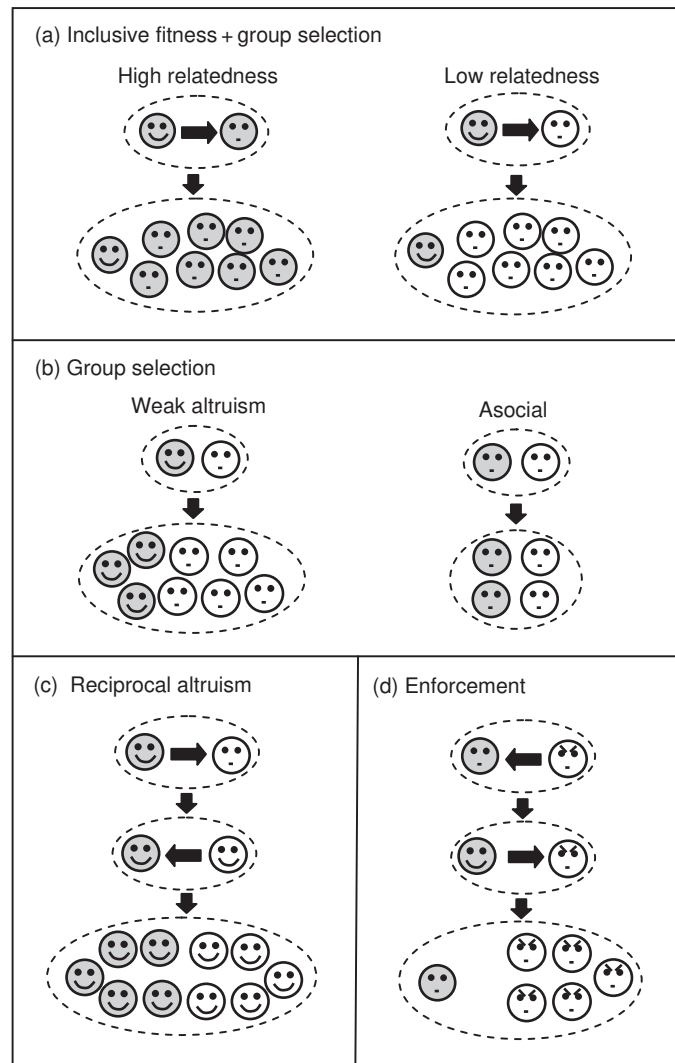 (a) Inclusive fitness + group selection
High relatedness
Low relatedness
(b) Group selection
Weak altruism
Asocial
(c) Reciprocal altruism
(d) Enforcement